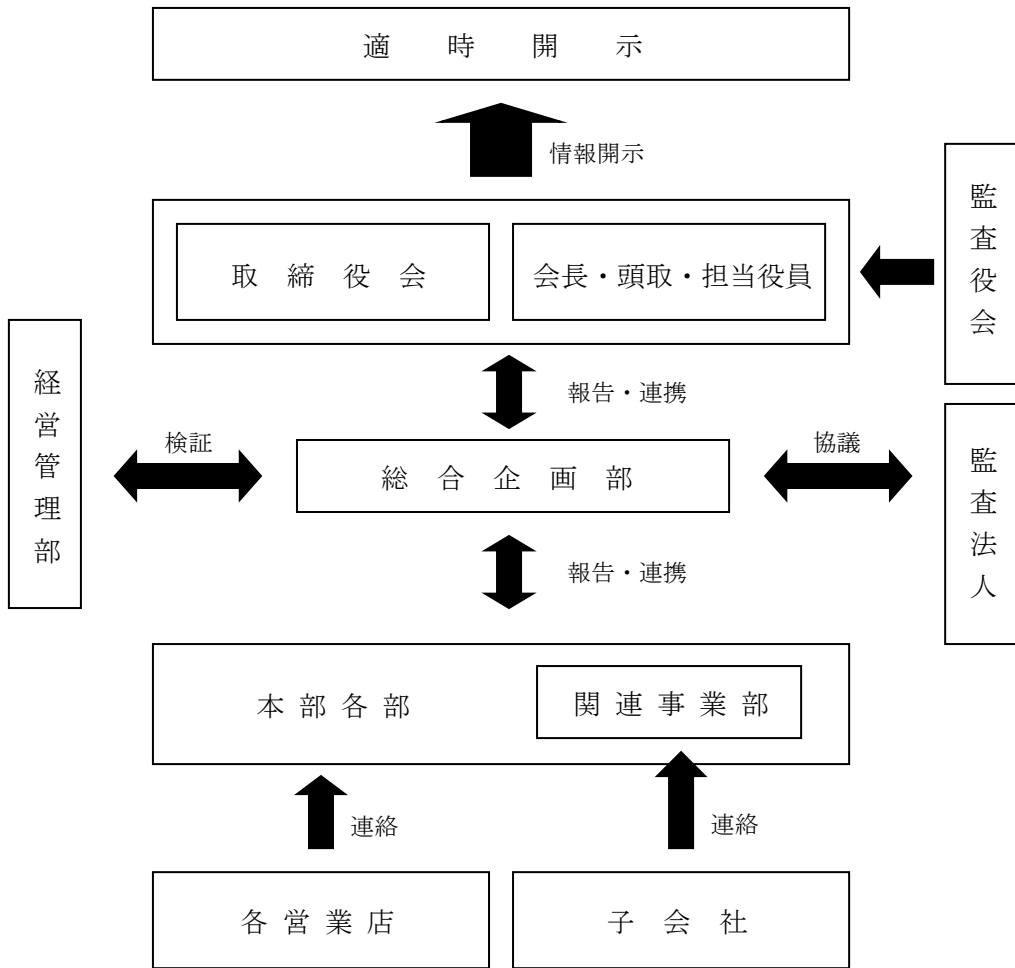 適時開示
情報開示
取締役会
会長・頭取・担当役員
監査役会
報告・連携
経営管理部
検証
総合企画部
協議
監査法人
報告・連携
本部各部
関連事業部
連絡
連絡
各営業店
子会社